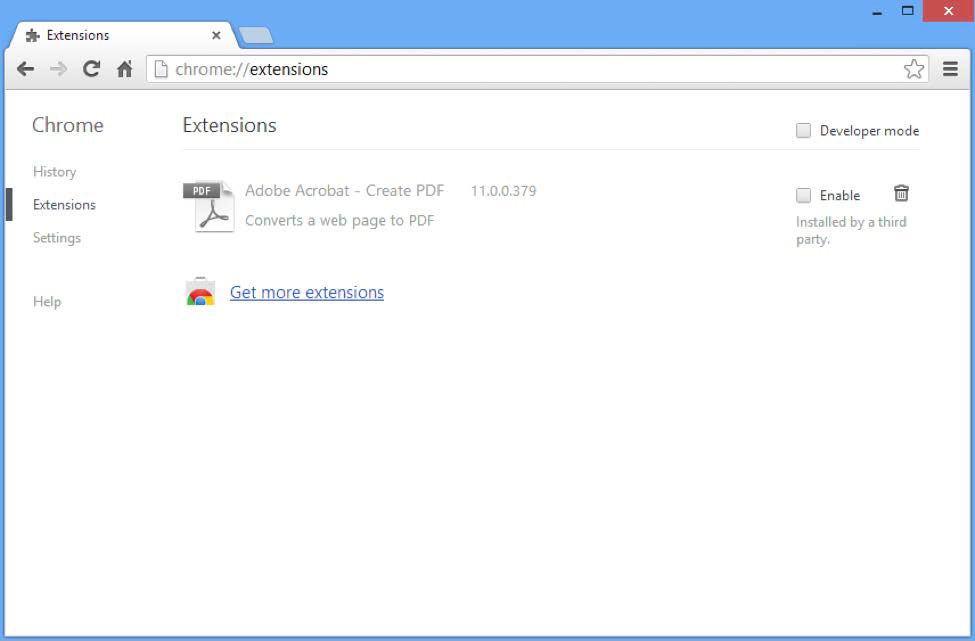 Extensions
chrome://extensions
Chrome
History
Extensions
Settings
Help
Extensions
Developer mode
PDF
Adobe Acrobat - Create PDF 11.0.0.379
Converts a web page to PDF
Enable
Installed by a third
party.
Get more extensions